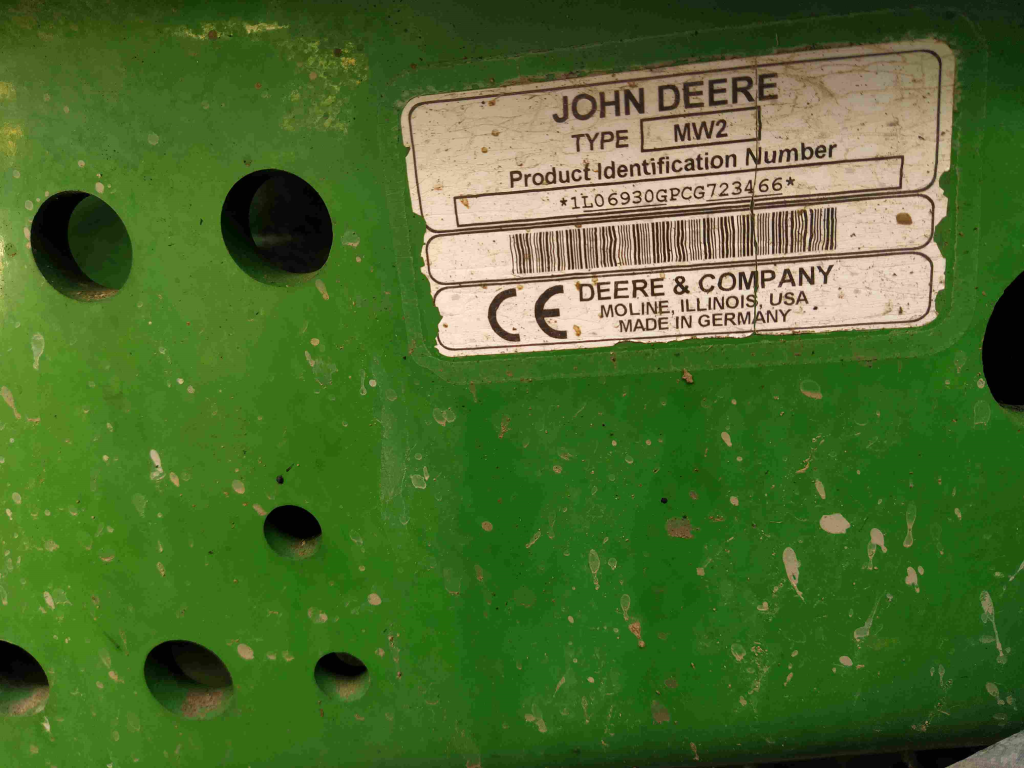 JOHN DEERE
TYPE MW2
Product Identification Number
*1L06930GPCG723466*
DEERE & COMPANY
CE MOLINE, ILLINOIS, USA
MADE IN GERMANY